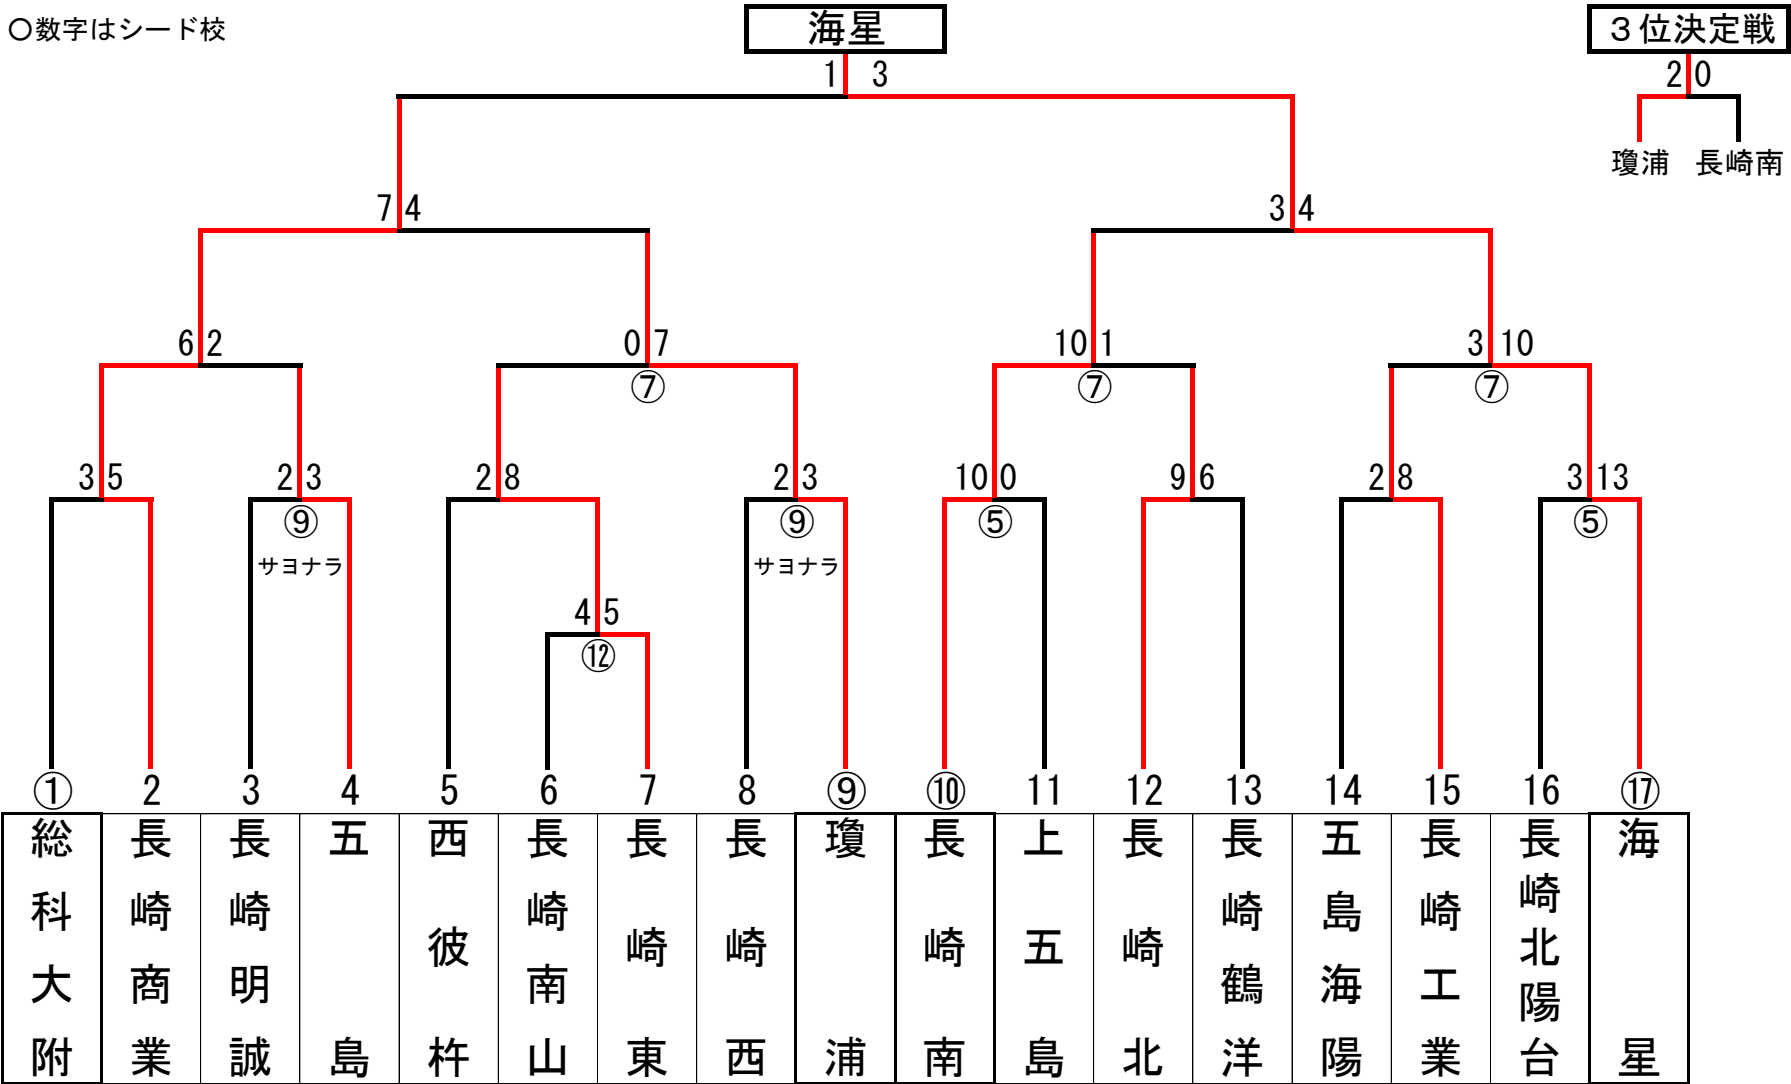 ○数字はシード校
海星
３位決定戦
1 3
2 0
瓊浦 長崎南
7 4
3 4
6 2
0 7
10 1
3 10
⑦
⑦
⑦
3 5
2 3
2 8
2 3
10 0
9 6
2 8
3 13
⑨
⑨
⑤
⑤
サヨナラ
サヨナラ
4 5
⑫
① 2 3 4 5 6 7 8 ⑨ ⑩ 11 12 13 14 15 16 ⑰
総科大附
長崎商業
長崎明誠
五島
西彼杵
長崎南山
長崎東
長崎西
瓊浦
長崎南
上五島
長崎北
長崎鶴洋
五島海陽
長崎工業
長崎北陽台
海星